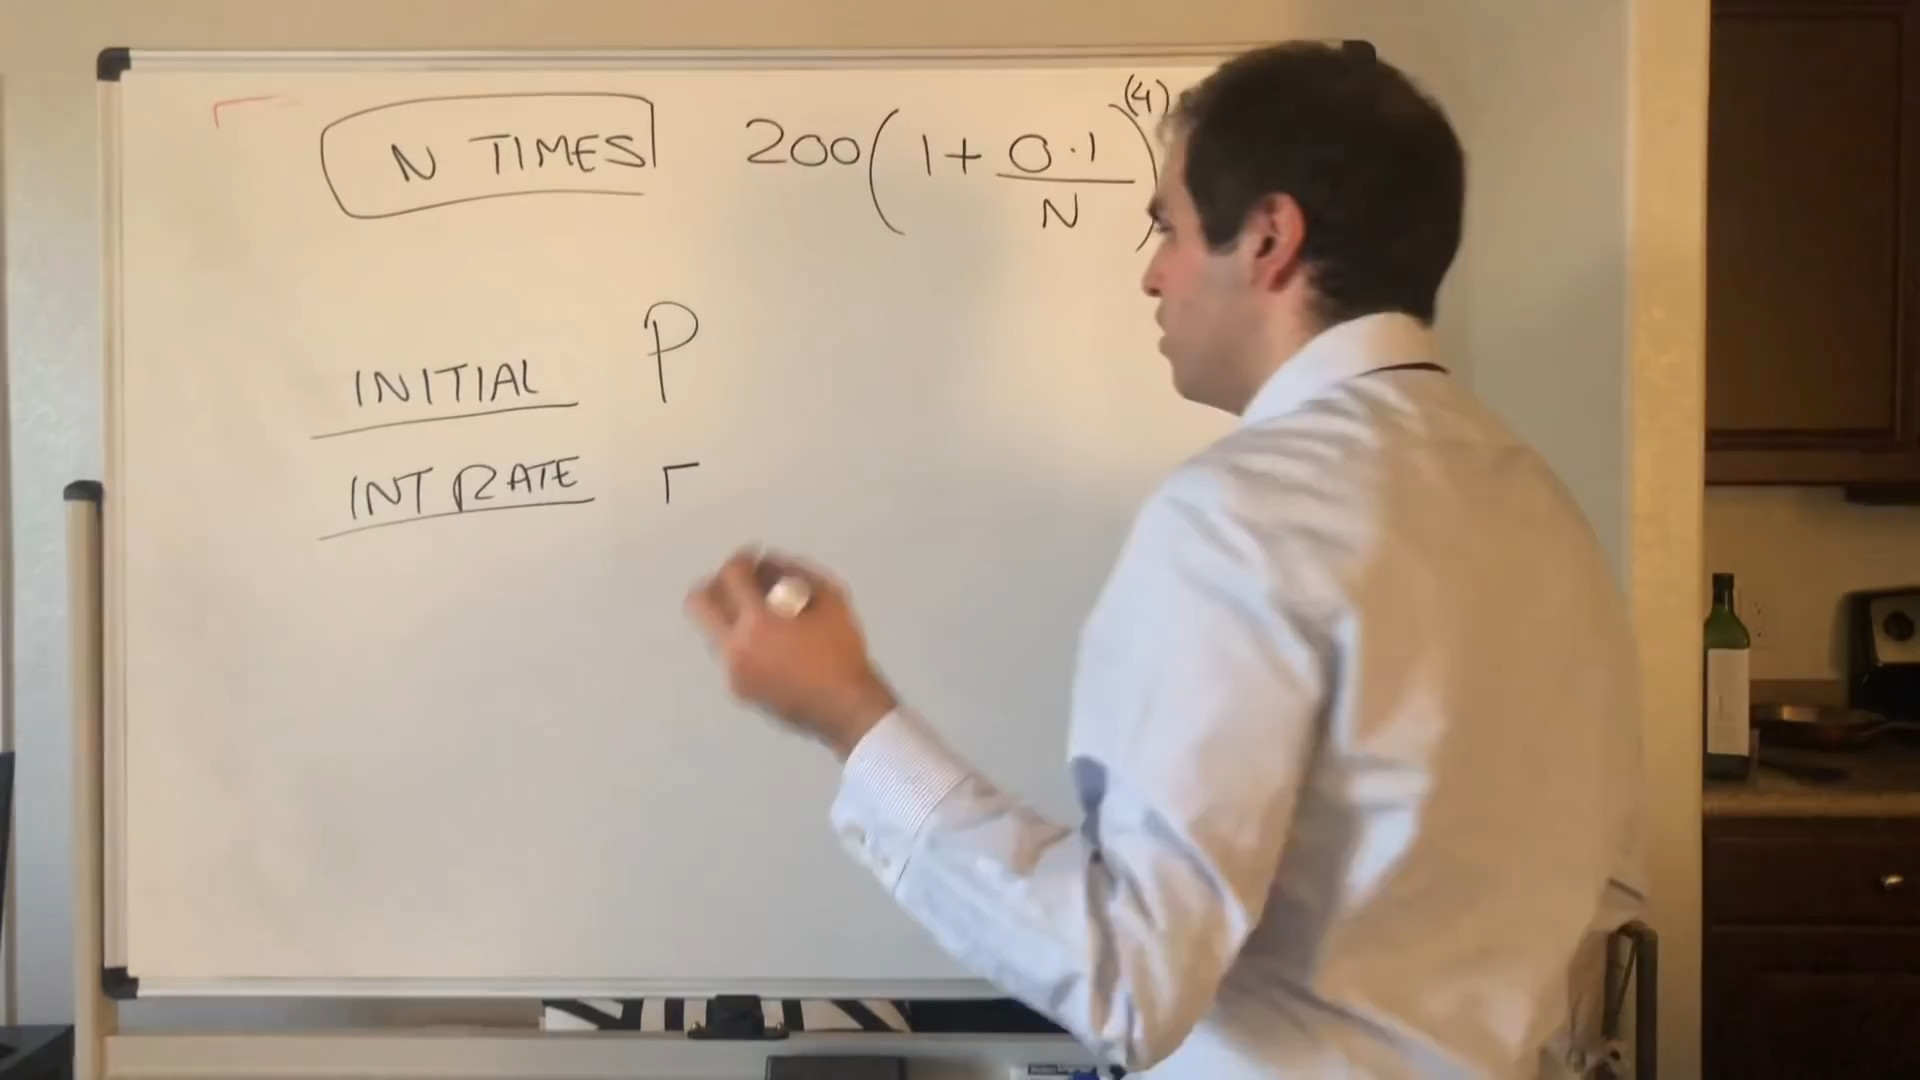 N TIMES
200(1+0.1/N)^(4)
INITIAL P
INT RATE r